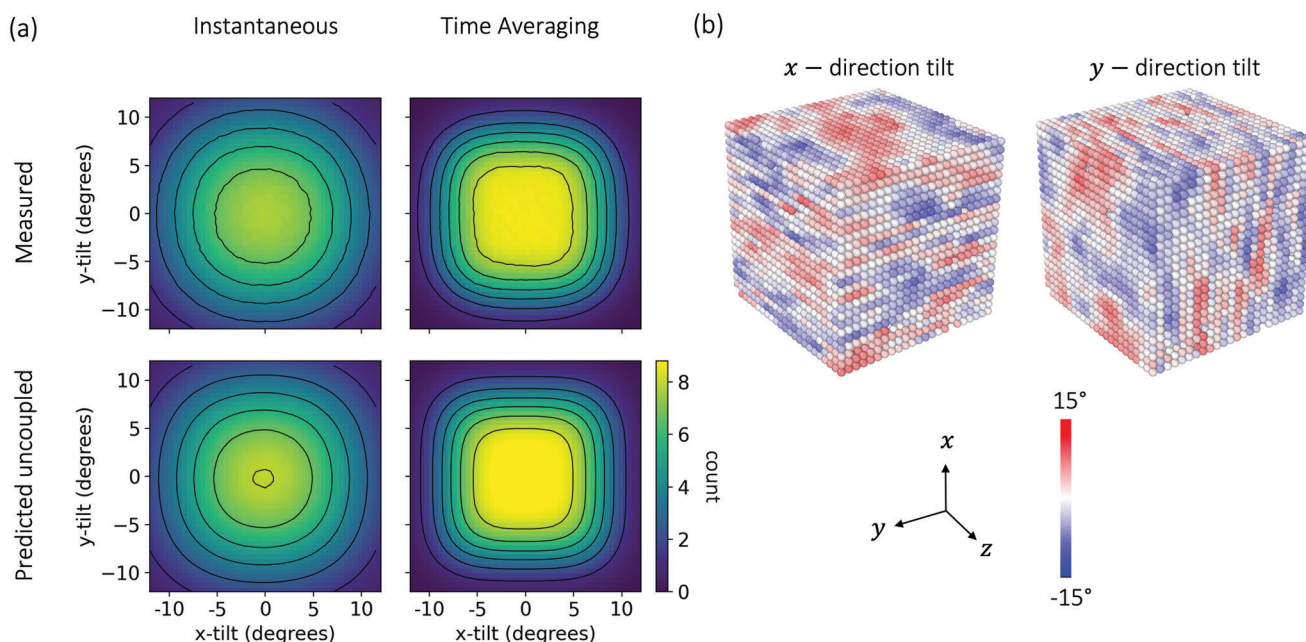 (a)
Instantaneous
Time Averaging
(b)
x – direction tilt
y – direction tilt
Measured
y-tilt (degrees)
10
5
0
−5
−10
Predicted uncoupled
y-tilt (degrees)
10
5
0
−5
−10
-10 -5 0 5 10
x-tilt (degrees)
-10 -5 0 5 10
x-tilt (degrees)
8
6
4
2
0
count
x
y
z
15°
-15°